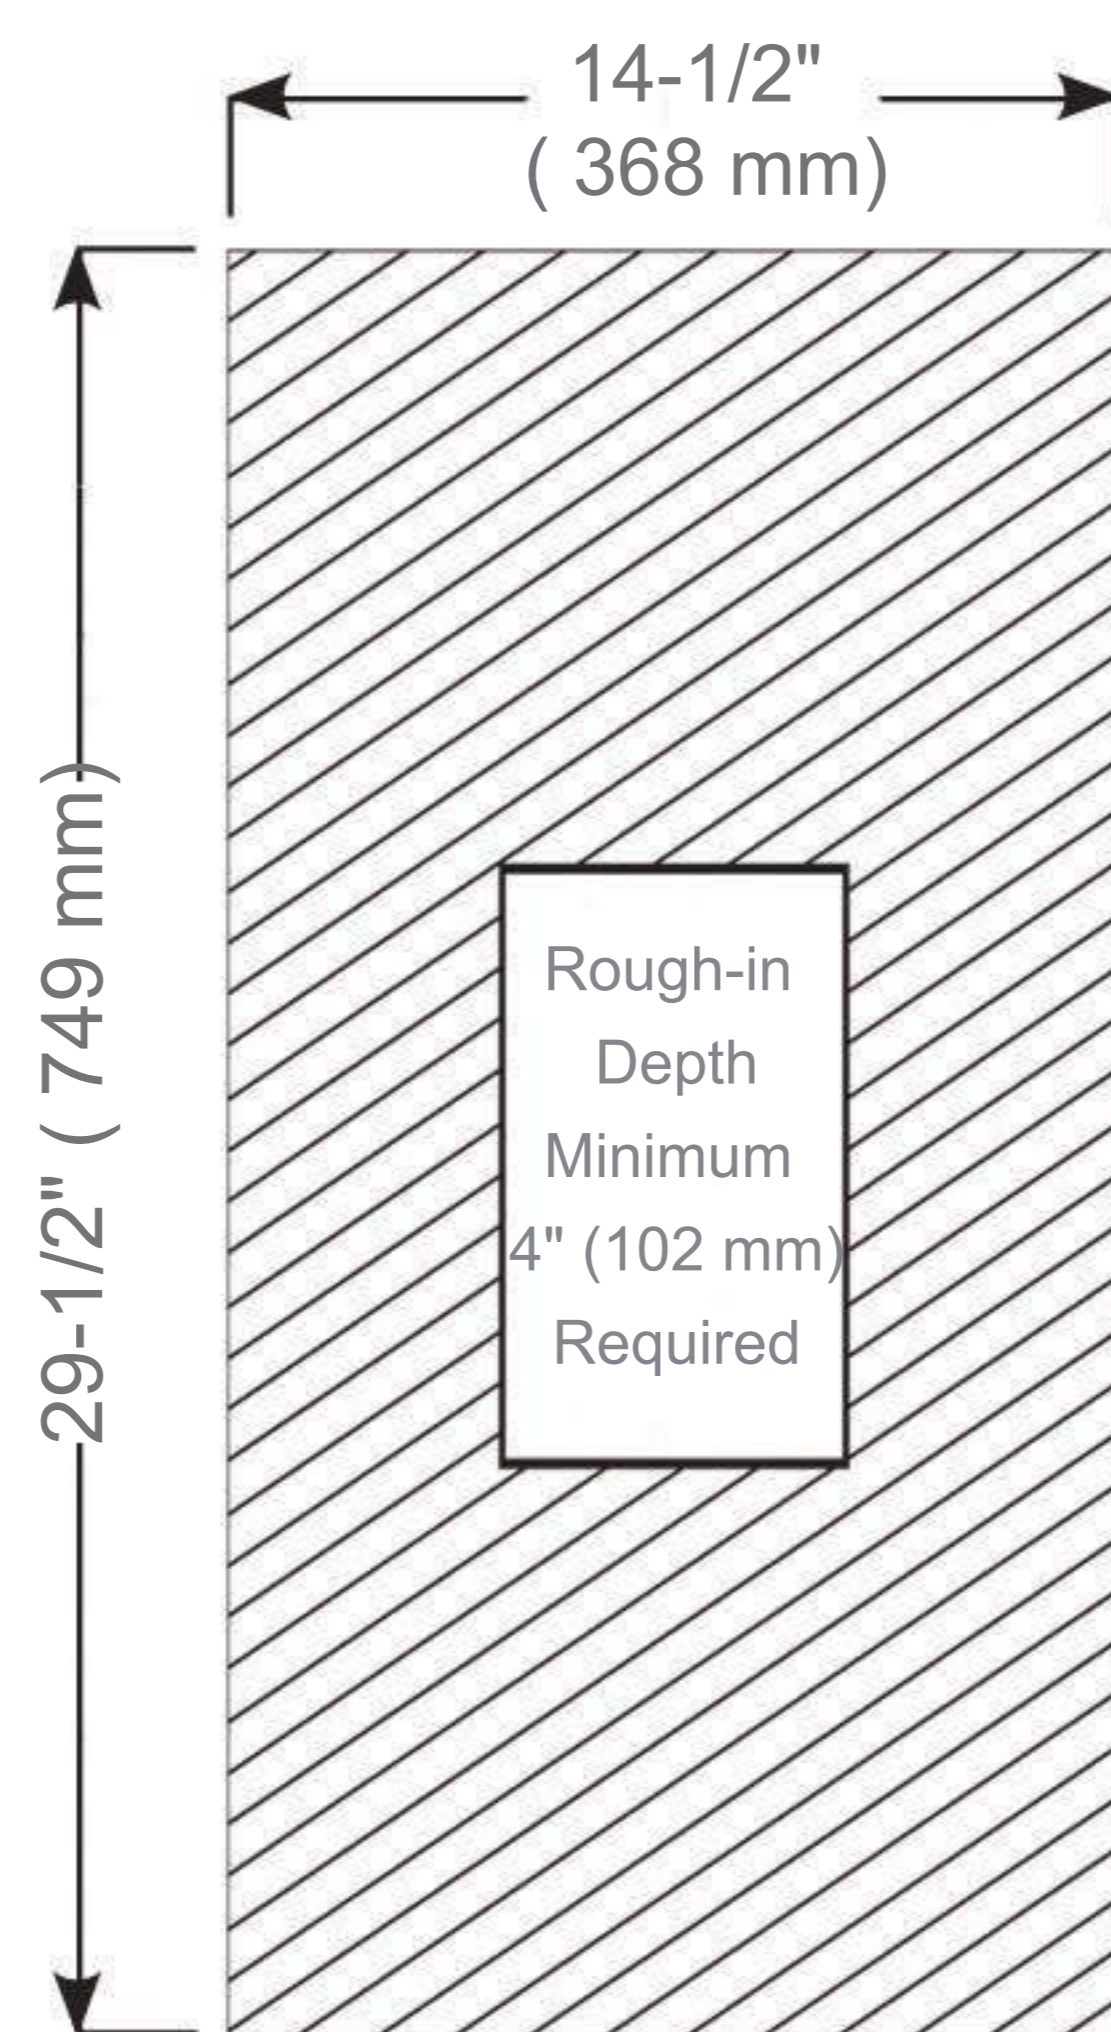 14-1/2"
( 368 mm)
29-1/2" ( 749 mm)
Rough-in
Depth
Minimum
4" (102 mm)
Required